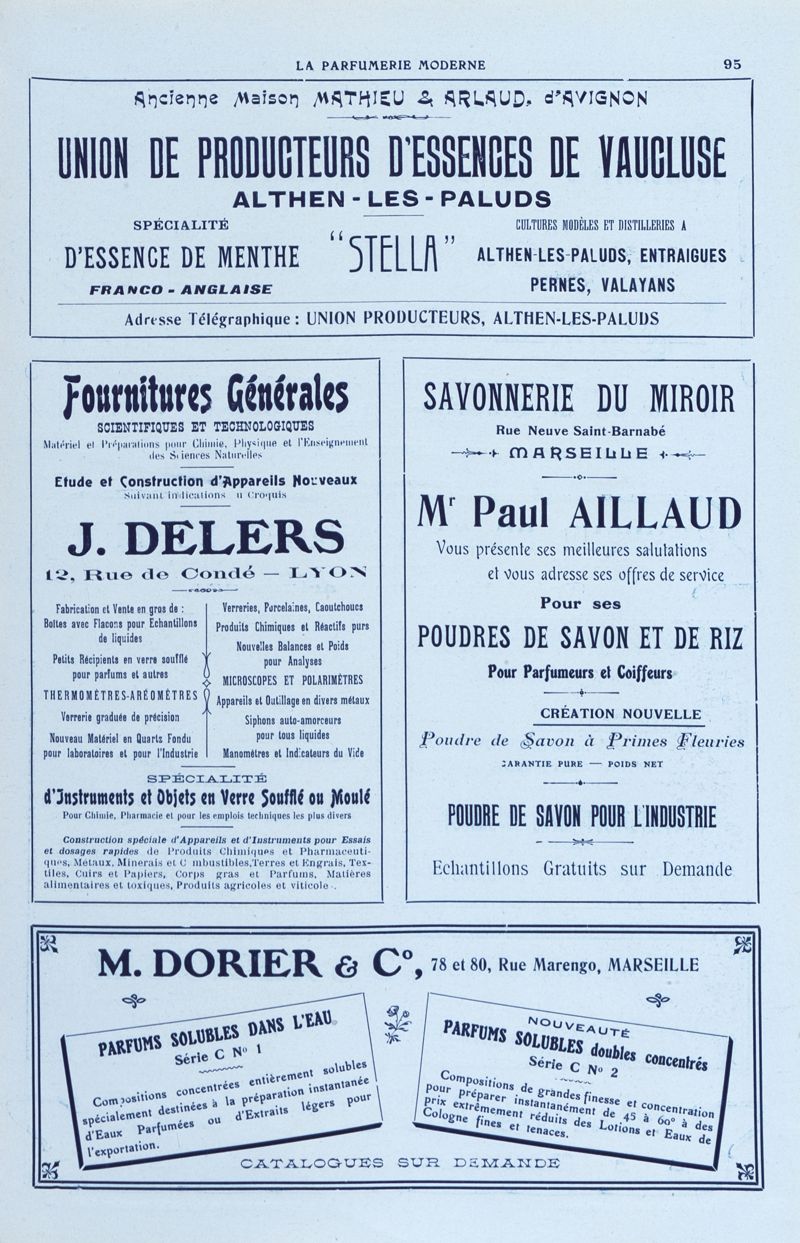 LA PARFUMERIE MODERNE 95
Ancienne Maison MATHIEU & ARLAUD, d'AVIGNON
UNION DE PRODUCTEURS D'ESSENCES DE VAUCLUSE
ALTHEN-LES-PALUDS
SPÉCIALITÉ
D'ESSENCE DE MENTHE
FRANCO-ANGLAISE
"STELLA"
CULTURES MODÈLES ET DISTILLERIES A
ALTHEN-LES-PALUDS, ENTRAIGUES
PERNES, VALAYANS
Adresse Télégraphique : UNION PRODUCTEURS, ALTHEN-LES-PALUDS
Fournitures Générales
SCIENTIFIQUES ET TECHNOLOGIQUES
Matériel et Préparations pour Chimie, Physique et l'Enseignement
des Sciences Naturelles
Etude et Construction d'Appareils Nouveaux
Suivant indications u Croquis
J. DELERS
12, Rue de Condé — LYON
Fabrication et Vente en gros de :
Boîtes avec Flacons pour Echantillons
de liquides
Petits Récipients en verre soufflé
pour parfums et autres
THERMOMÈTRES-ARÉOMÈTRES
Verrerie graduée de précision
Nouveau Matériel en Quartz Fondu
pour laboratoires et pour l'Industrie
Verreries, Porcelaines, Caoutchoucs
Produits Chimiques et Réactifs purs
Nouvelles Balances et Poids
pour Analyses
MICROSCOPES ET POLARIMÈTRES
Appareils et Outillage en divers métaux
Siphons auto-amorceurs
pour tous liquides
Manomètres et Indicateurs du Vide
SPÉCIALITÉ
d'Instruments et Objets en Verre Soufflé ou Moulé
Pour Chimie, Pharmacie et pour les emplois techniques les plus divers
Construction spéciale d'Appareils et d'Instruments pour Essais
et dosages rapides de Produits Chimiques et Pharmaceuti-
ques, Métaux, Minerais et C mbustibles,Terres et Engrais, Tex-
tiles, Cuirs et Papiers, Corps gras et Parfums, Matières
alimentaires et toxiques, Produits agricoles et viticole .
SAVONNERIE DU MIROIR
Rue Neuve Saint-Barnabé
MARSEILLE
Mr Paul AILLAUD
Vous présente ses meilleures salutations
et vous adresse ses offres de service
Pour ses
POUDRES DE SAVON ET DE RIZ
Pour Parfumeurs et Coiffeurs
CRÉATION NOUVELLE
Poudre de Savon à Primes Fleuries
GARANTIE PURE — POIDS NET
POUDRE DE SAVON POUR L'INDUSTRIE
Echantillons Gratuits sur Demande
M. DORIER & Co, 78 et 80, Rue Marengo, MARSEILLE
PARFUMS SOLUBLES DANS L'EAU
Série C No 1
Compositions concentrées entièrement solubles
spécialement destinées à la préparation instantanée
d'Eaux Parfumées ou d'Extraits légers pour
l'exportation.
NOUVEAUTÉ
PARFUMS SOLUBLES doubles concentrés
Série C No 2
Compositions de grandes finesse et concentration
pour préparer instantanément de 45 à 60° à des
prix extrêmement réduits des Lotions et Eaux de
Cologne fines et tenaces.
CATALOGUES SUR DEMANDE